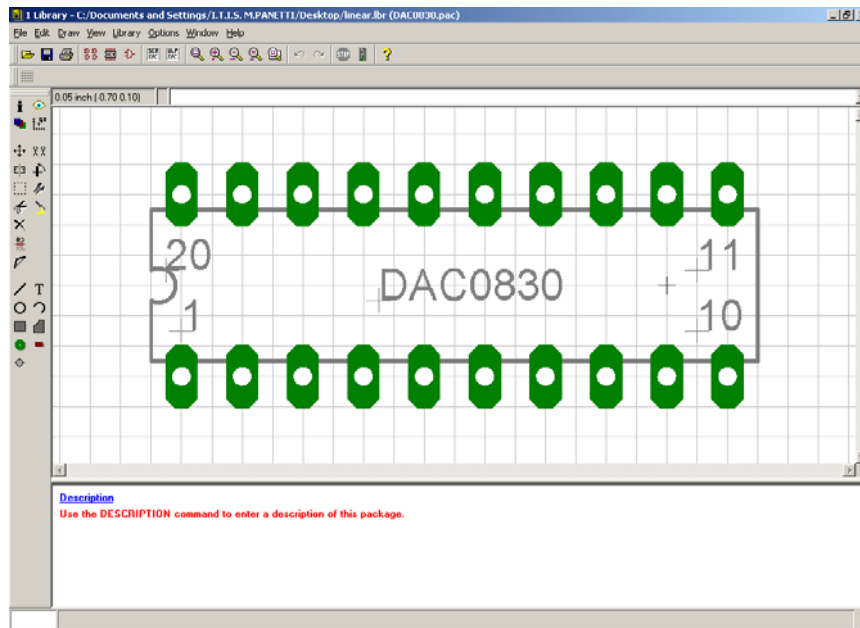 1 Library - C:/Documents and Settings/I.T.I.S. M.PANETTI/Desktop/linear.lbr (DAC0830.pac)
File Edit Draw View Library Options Window Help
0.05 inch (-0.70 0.10)
20
11
DAC0830
1
10
Description
Use the DESCRIPTION command to enter a description of this package.